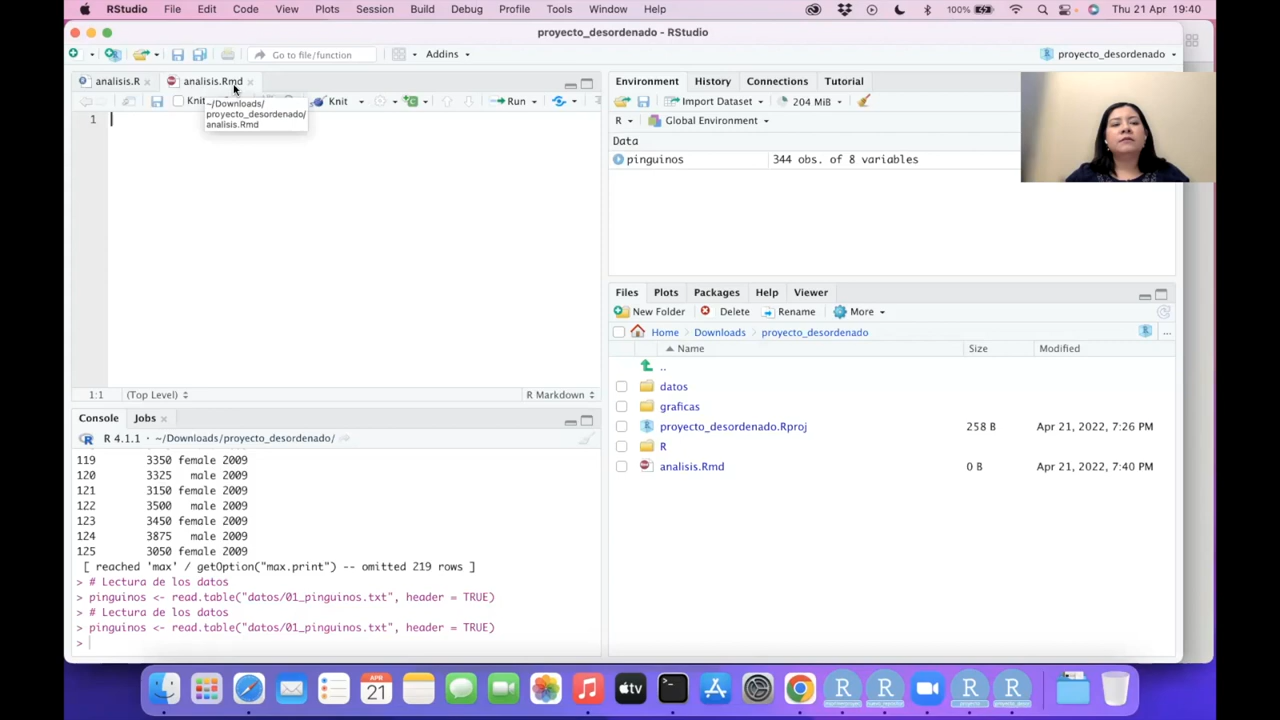 RStudio File Edit Code View Plots Session Build Debug Profile Tools Window Help 100% Thu 21 Apr 19:40
proyecto_desordenado - RStudio
Go to file/function Addins proyecto_desordenado
analisis.R analisis.Rmd
Knit Run
~/Downloads/
proyecto_desordenado/
analisis.Rmd
1
1:1 (Top Level) R Markdown
Console Jobs
R 4.1.1 · ~/Downloads/proyecto_desordenado/
119 3350 female 2009
120 3325 male 2009
121 3150 female 2009
122 3500 male 2009
123 3450 female 2009
124 3875 male 2009
125 3050 female 2009
[ reached 'max' / getOption("max.print") -- omitted 219 rows ]
> # Lectura de los datos
> pinguinos <- read.table("datos/01_pinguinos.txt", header = TRUE)
> # Lectura de los datos
> pinguinos <- read.table("datos/01_pinguinos.txt", header = TRUE)
>
Environment History Connections Tutorial
Import Dataset 204 MiB
R Global Environment
Data
pinguinos 344 obs. of 8 variables
Files Plots Packages Help Viewer
New Folder Delete Rename More
Home Downloads proyecto_desordenado
Name Size Modified
..
datos
graficas
proyecto_desordenado.Rproj 258 B Apr 21, 2022, 7:26 PM
R
analisis.Rmd 0 B Apr 21, 2022, 7:40 PM
APR
21
tv
R R R R